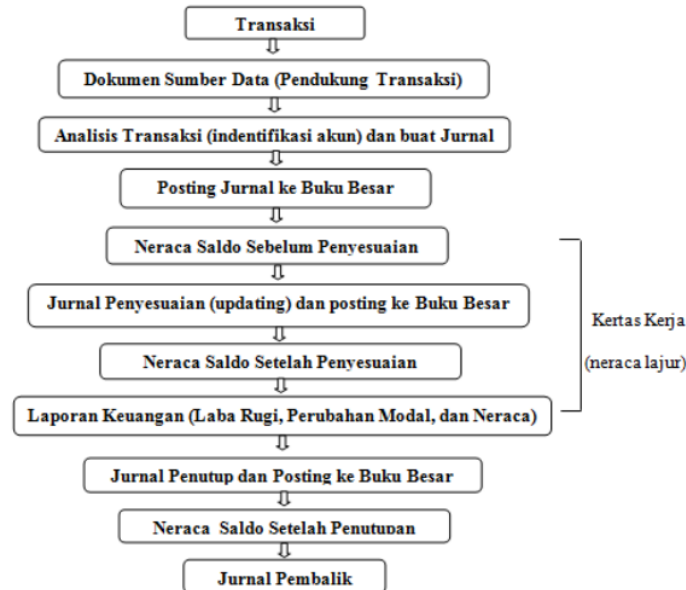 Transaksi
Dokumen Sumber Data (Pendukung Transaksi)
Analisis Transaksi (indentifikasi akun) dan buat Jurnal
Posting Jurnal ke Buku Besar
Neraca Saldo Sebelum Penyesuaian
Jurnal Penyesuaian (updating) dan posting ke Buku Besar
Kertas Kerja
Neraca Saldo Setelah Penyesuaian
(neraca lajur)
Laporan Keuangan (Laba Rugi, Perubahan Modal, dan Neraca)
Jurnal Penutup dan Posting ke Buku Besar
Neraca Saldo Setelah Penutupan
Jurnal Pembalik